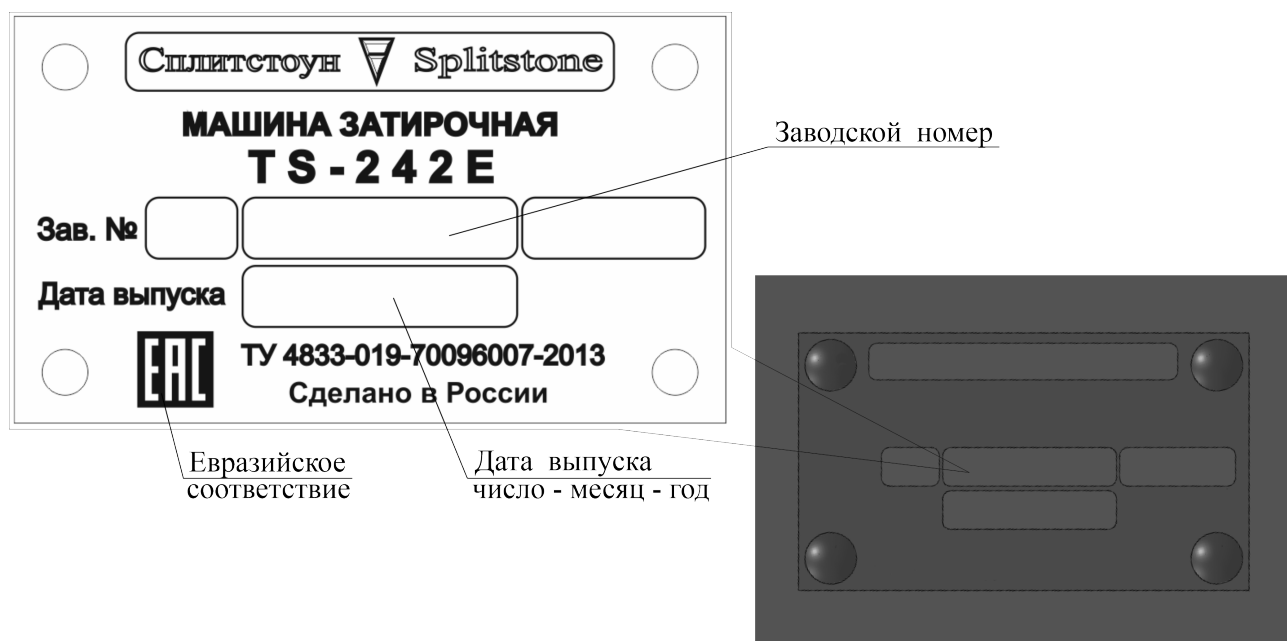 Сплитстоун Splitstone
МАШИНА ЗАТИРОЧНАЯ
TS-242E
Заводской номер
Зав. №
Дата выпуска
EAC
ТУ 4833-019-70096007-2013
Сделано в России
Евразийское
соответствие
Дата выпуска
число - месяц - год